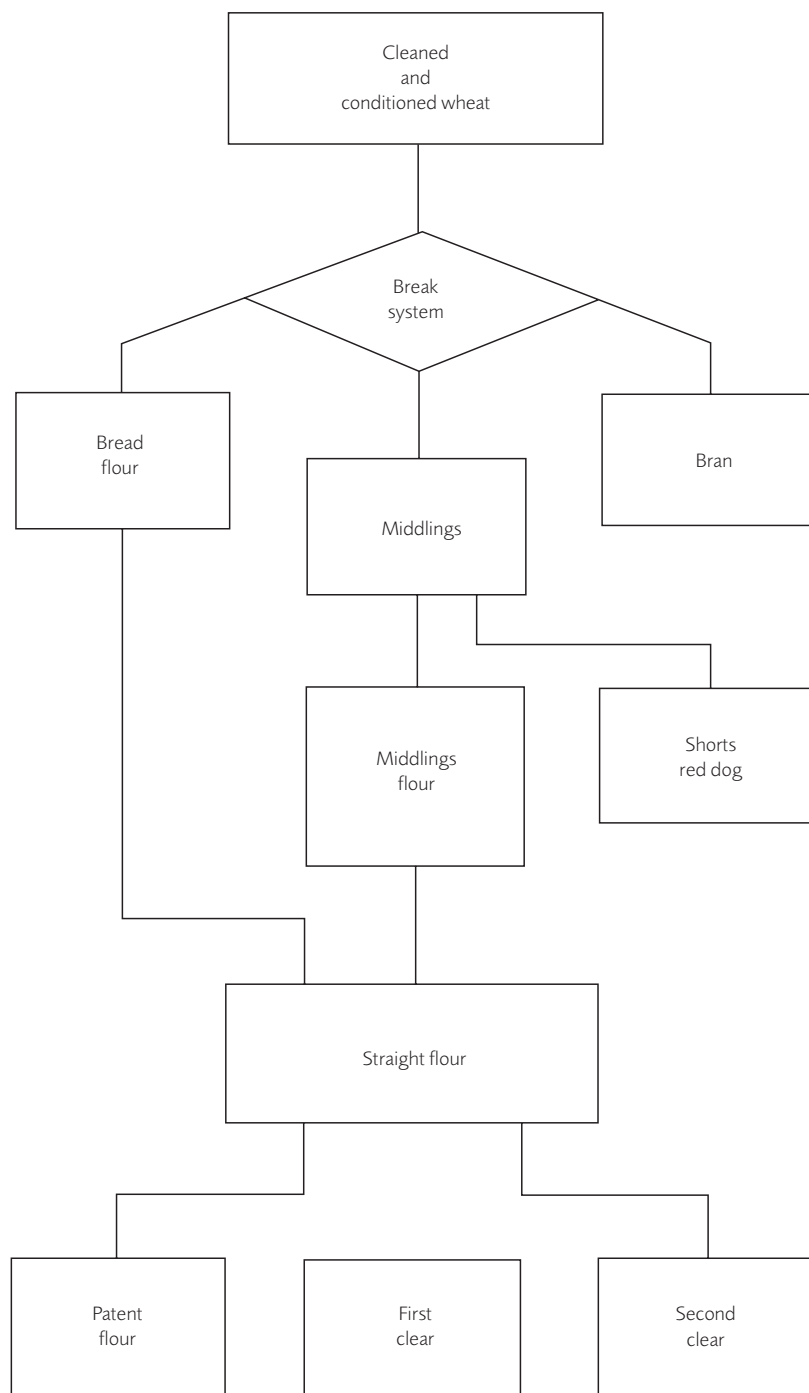 Cleaned
and
conditioned wheat
Break
system
Bread
flour
Middlings
Bran
Middlings
flour
Shorts
red dog
Straight flour
Patent
flour
First
clear
Second
clear